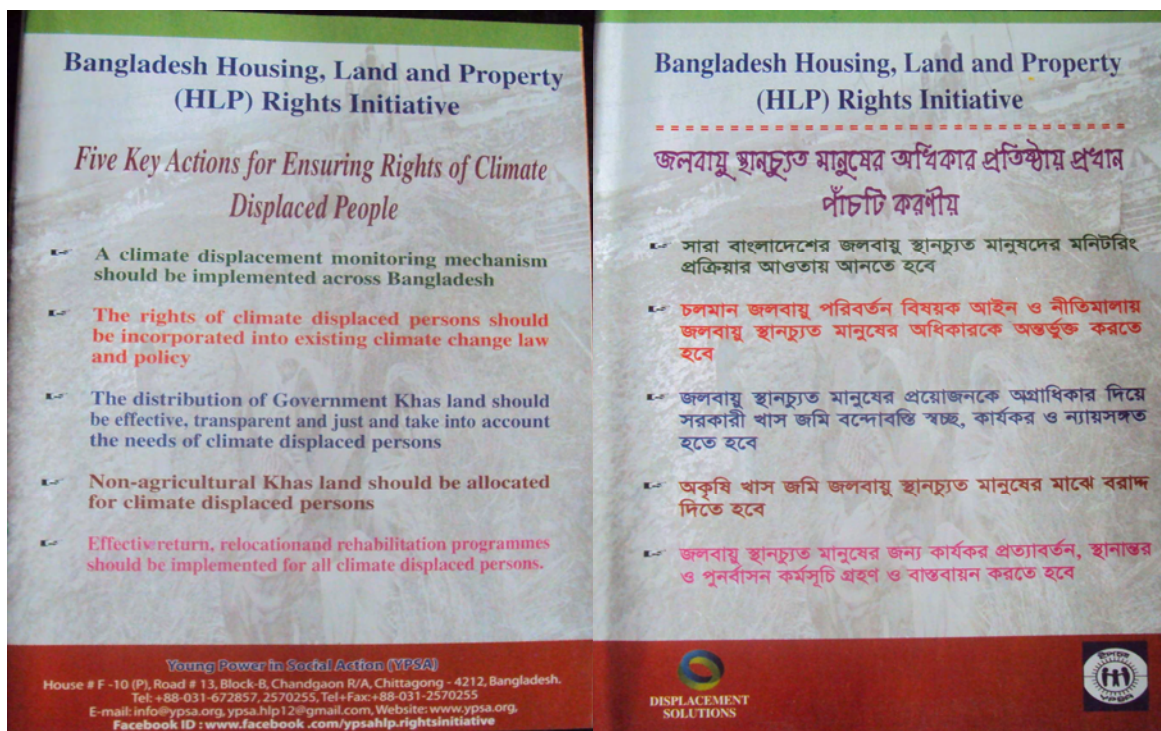 Bangladesh Housing, Land and Property
(HLP) Rights Initiative
Five Key Actions for Ensuring Rights of Climate
Displaced People
A climate displacement monitoring mechanism
should be implemented across Bangladesh
The rights of climate displaced persons should
be incorporated into existing climate change law
and policy
The distribution of Government Khas land should
be effective, transparent and just and take into account
the needs of climate displaced persons
Non-agricultural Khas land should be allocated
for climate displaced persons
Effective return, relocationand rehabilitation programmes
should be implemented for all climate displaced persons.
Young Power in Social Action (YPSA)
House # F -10 (P), Road # 13, Block-B, Chandgaon R/A, Chittagong - 4212, Bangladesh.
Tel: +88-031-672857, 2570255, Tel+Fax: +88-031-2570255
E-mail: info@ypsa.org, ypsa.hlp12@gmail.com, Website: www.ypsa.org,
Facebook ID : www.facebook .com/ypsahlp.rightsinitiative
Bangladesh Housing, Land and Property
(HLP) Rights Initiative
জলবায়ু স্থানচ্যুত মানুষের অধিকার প্রতিষ্ঠায় প্রধান
পাঁচটি করণীয়
সারা বাংলাদেশের জলবায়ু স্থানচ্যুত মানুষদের মনিটরিং
প্রক্রিয়ার আওতায় আনতে হবে
চলমান জলবায়ু পরিবর্তন বিষয়ক আইন ও নীতিমালায়
জলবায়ু স্থানচ্যুত মানুষের অধিকারকে অন্তর্ভুক্ত করতে
হবে
জলবায়ু স্থানচ্যুত মানুষের প্রয়োজনকে অগ্রাধিকার দিয়ে
সরকারী খাস জমি বন্দোবস্তি স্বচ্ছ, কার্যকর ও ন্যায়সঙ্গত
হতে হবে
অকৃষি খাস জমি জলবায়ু স্থানচ্যুত মানুষের মাঝে বরাদ্দ
দিতে হবে
জলবায়ু স্থানচ্যুত মানুষের জন্য কার্যকর প্রত্যাবর্তন, স্থানান্তর
ও পুনর্বাসন কর্মসূচি গ্রহণ ও বাস্তবায়ন করতে হবে
DISPLACEMENT
SOLUTIONS